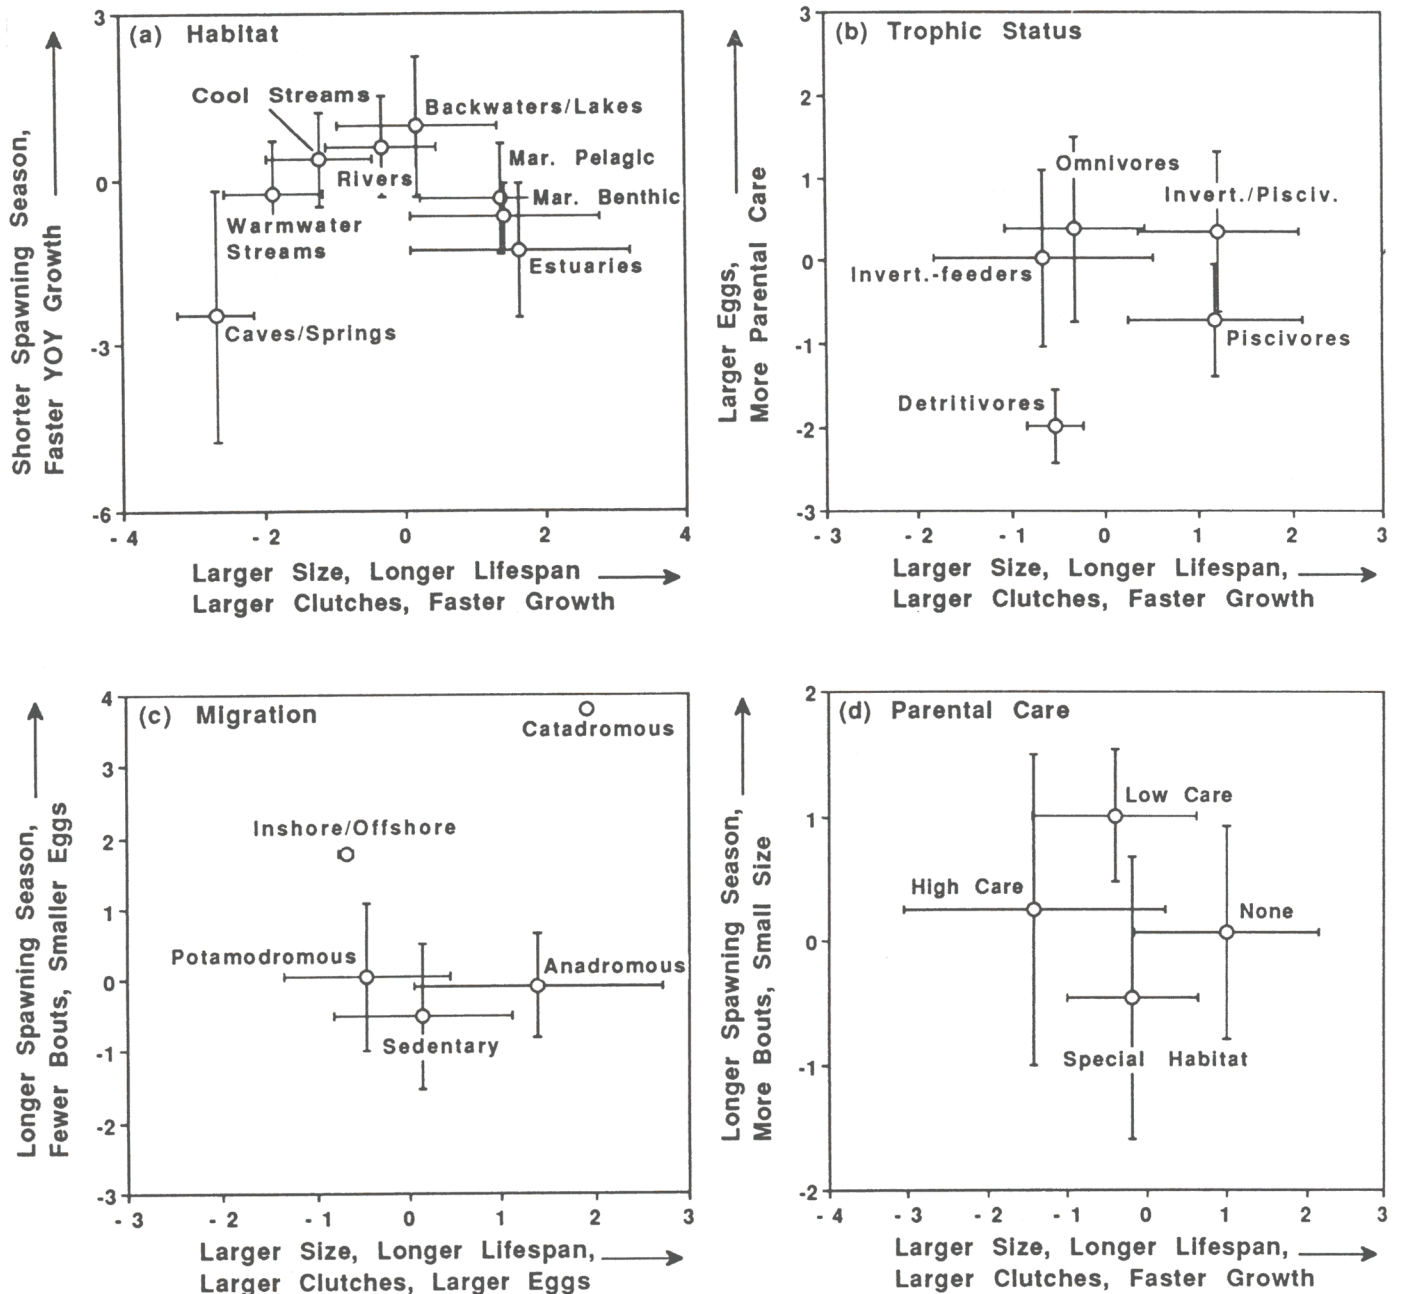 (a) Habitat
3
0
-3
-6
- 4
- 2
0
2
4
Shorter Spawning Season,
Faster YOY Growth
Cool Streams
Backwaters/Lakes
Rivers
Mar. Pelagic
Mar. Benthic
Warmwater
Streams
Estuaries
Caves/Springs
Larger Size, Longer Lifespan
Larger Clutches, Faster Growth
(b) Trophic Status
3
2
1
0
-1
-2
-3
- 3
- 2
- 1
0
1
2
3
Larger Eggs,
More Parental Care
Omnivores
Invert./Pisciv.
Invert.-feeders
Piscivores
Detritivores
Larger Size, Longer Lifespan,
Larger Clutches, Faster Growth
(c) Migration
4
3
2
1
0
-1
-2
-3
- 3
- 2
- 1
0
1
2
3
Longer Spawning Season,
Fewer Bouts, Smaller Eggs
Catadromous
Inshore/Offshore
Potamodromous
Anadromous
Sedentary
Larger Size, Longer Lifespan,
Larger Clutches, Larger Eggs
(d) Parental Care
2
1
0
-1
-2
- 4
- 3
- 2
- 1
0
1
2
3
Longer Spawning Season,
More Bouts, Small Size
Low Care
High Care
None
Special Habitat
Larger Size, Longer Lifespan,
Larger Clutches, Faster Growth